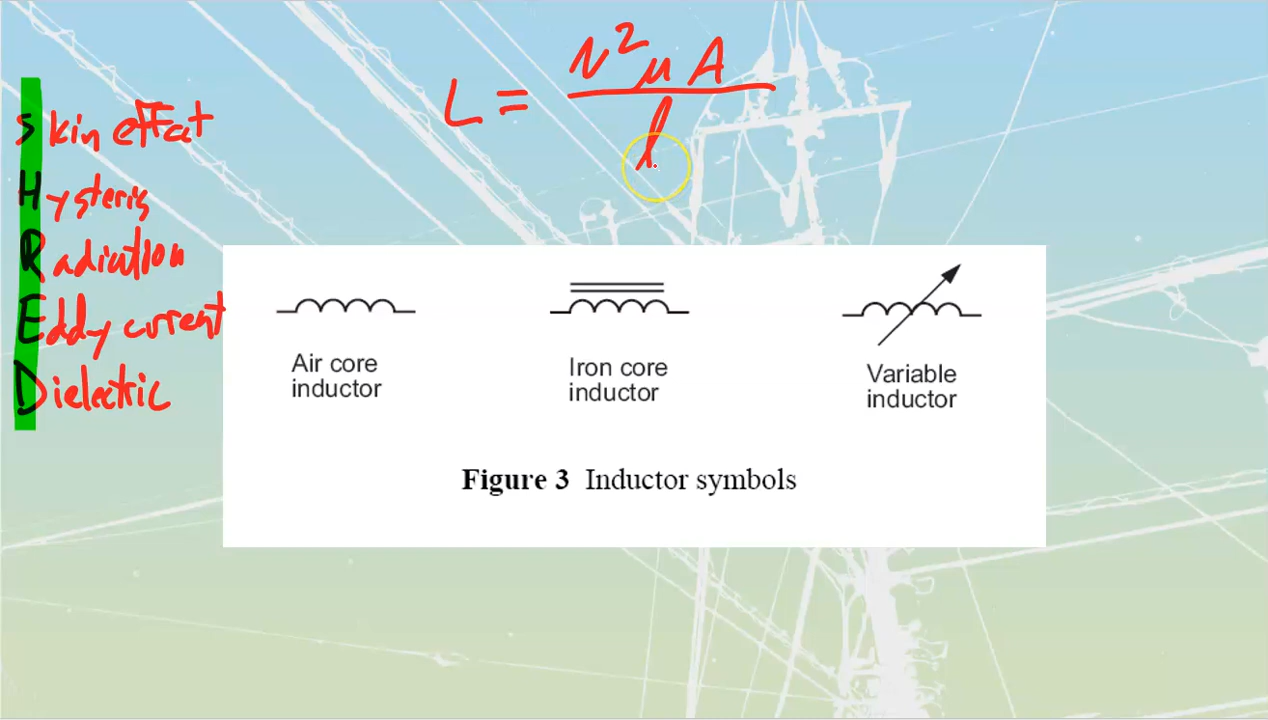 L = N²μA / l
Skin effect
Hysteris
Radiation
Eddy current
Dielectric
Air core
inductor
Iron core
inductor
Variable
inductor
Figure 3 Inductor symbols